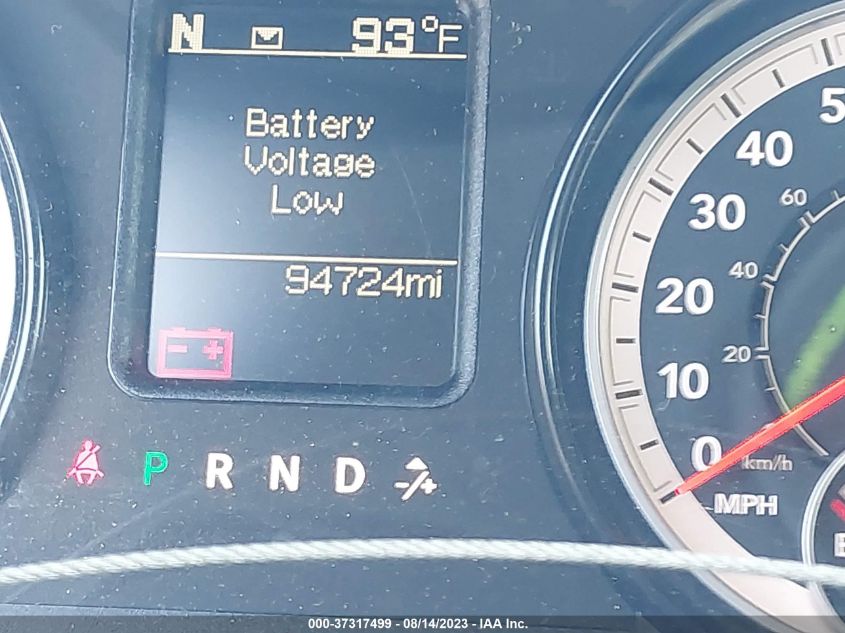 N 93°F
Battery
Voltage
Low
94724mi
- +
P R N D -/+
50
40
30
20
10
0
MPH
60
40
20
km/h
E
000-37317499 - 08/14/2023 - IAA Inc.